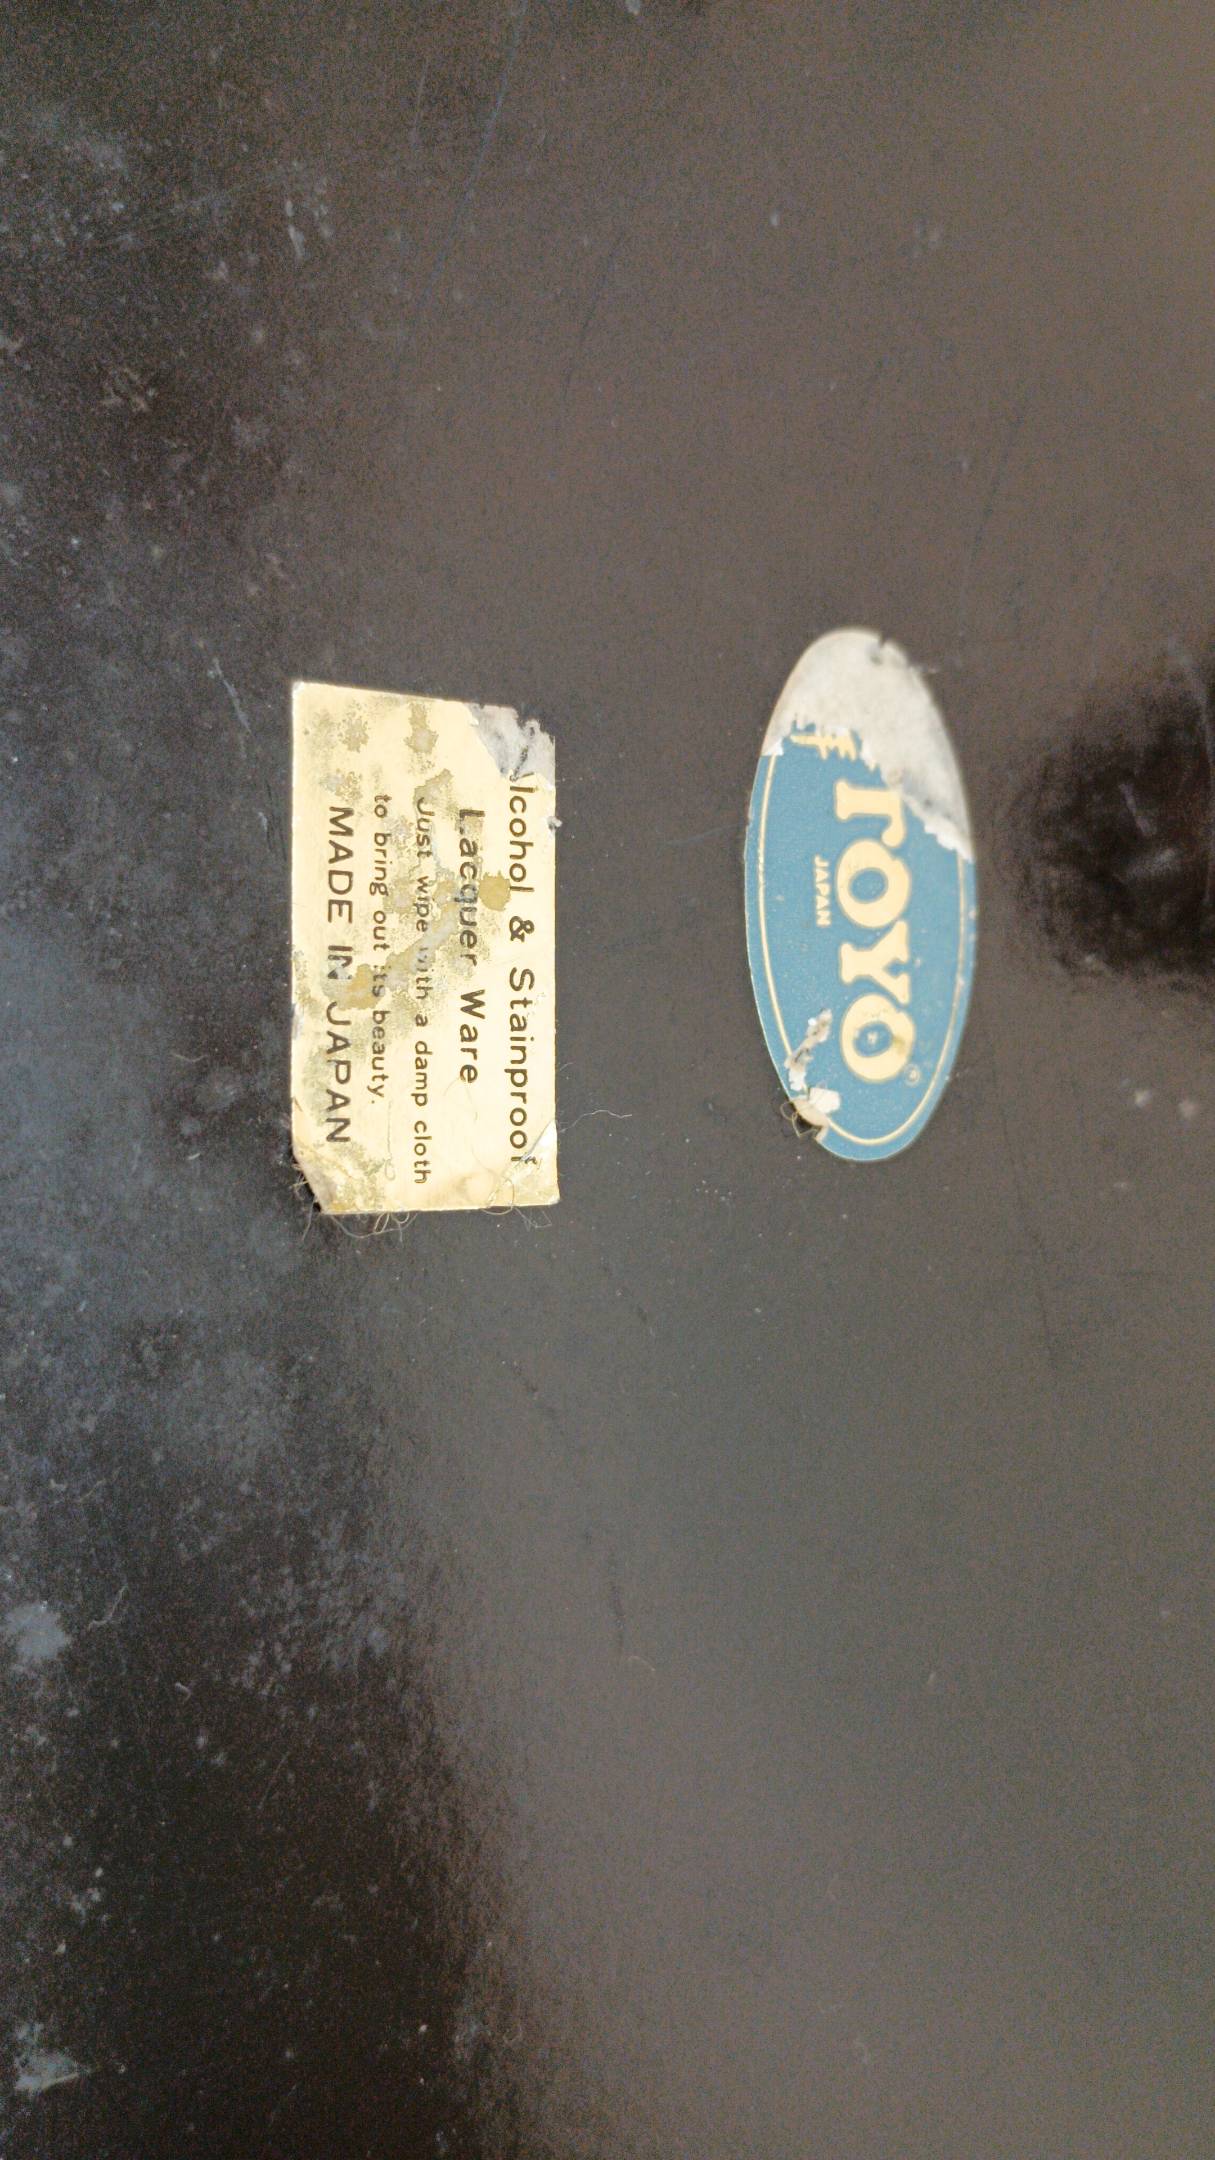 TOYO
JAPAN
®
lcohol & Stainproof
Lacquer Ware
Just wipe with a damp cloth
to bring out its beauty.
MADE IN JAPAN